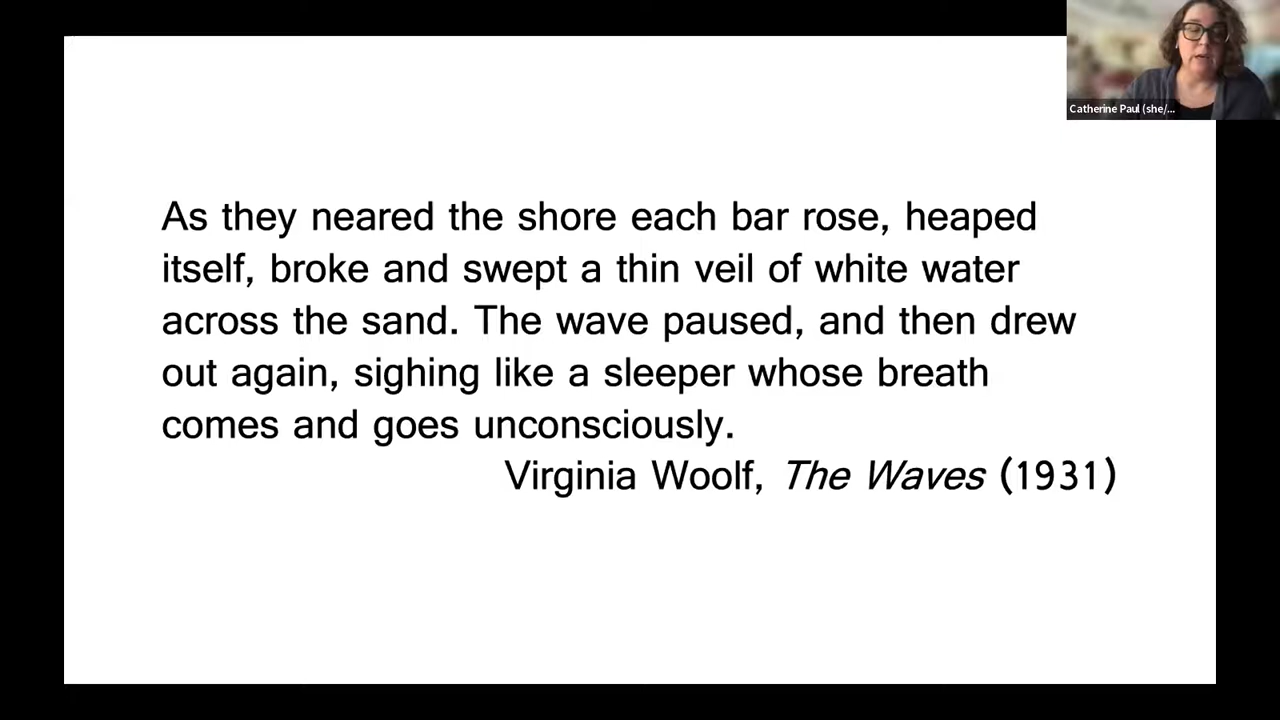 Catherine Paul (she/...
As they neared the shore each bar rose, heaped
itself, broke and swept a thin veil of white water
across the sand. The wave paused, and then drew
out again, sighing like a sleeper whose breath
comes and goes unconsciously.
Virginia Woolf, The Waves (1931)